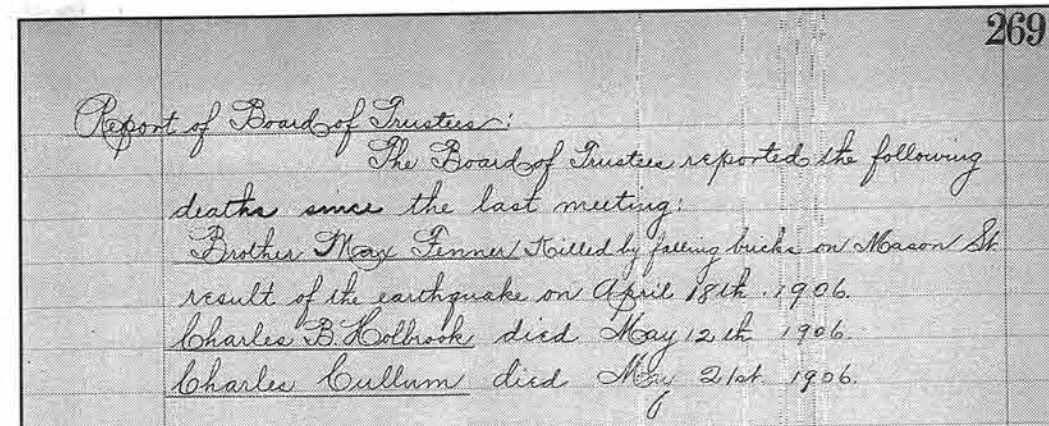 269
Report of Board of Trustees:
The Board of Trustees reported the following
deaths since the last meeting:
Brother Max Fenner Killed by falling bricks on Mason St
result of the earthquake on April 18th. 1906.
Charles B. Holbrook died May 12th 1906.
Charles Cullum died May 21st. 1906.